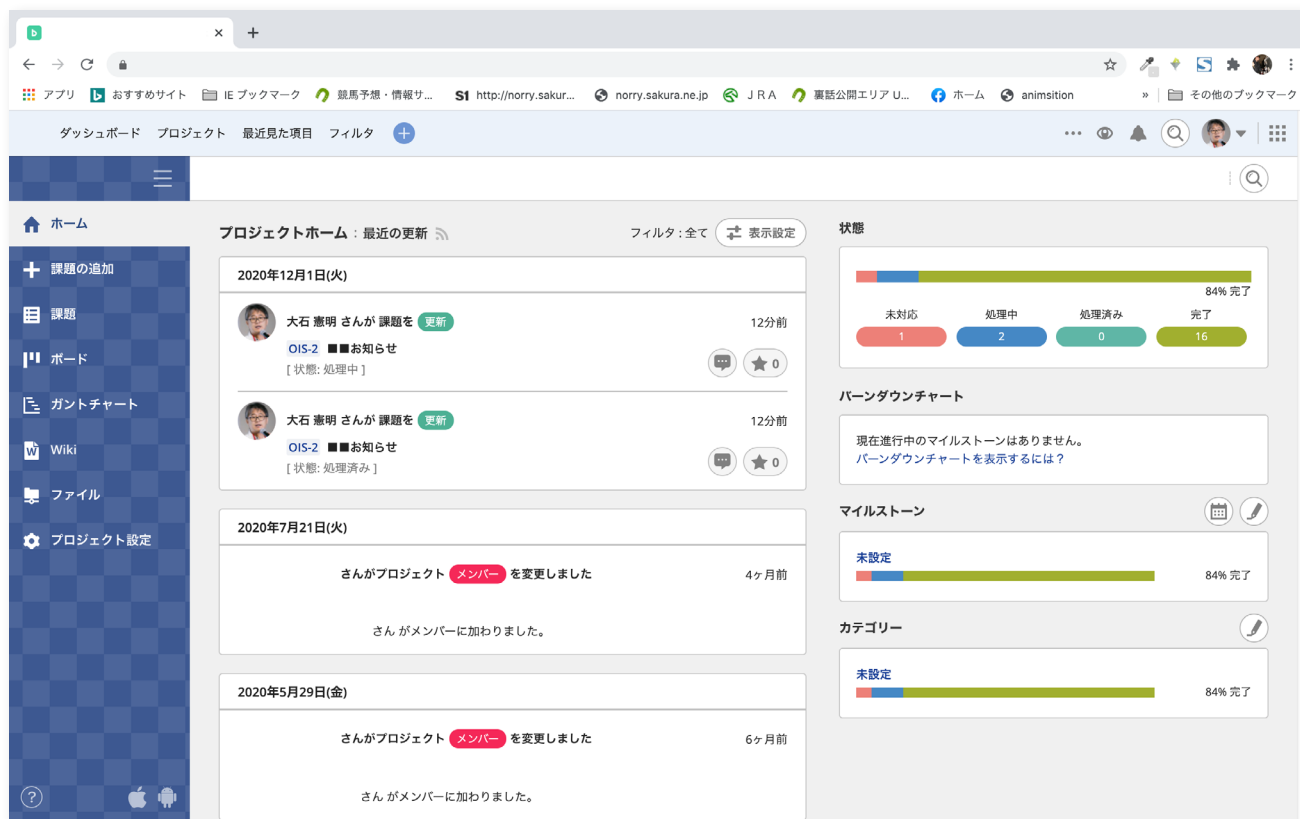 アプリ おすすめサイト IE ブックマーク 競馬予想・情報サ... S1 http://norry.sakur... norry.sakura.ne.jp JRA 裏話公開エリア U... ホーム animsition » その他のブックマーク
ダッシュボード プロジェクト 最近見た項目 フィルタ
ホーム
課題の追加
課題
ボード
ガントチャート
Wiki
ファイル
プロジェクト設定
プロジェクトホーム : 最近の更新 フィルタ : 全て 表示設定
2020年12月1日(火)
大石 憲明 さんが 課題を 更新 12分前
OIS-2 ■■お知らせ
[ 状態: 処理中 ] 0
大石 憲明 さんが 課題を 更新 12分前
OIS-2 ■■お知らせ
[ 状態: 処理済み ] 0
2020年7月21日(火)
さんがプロジェクト メンバー を変更しました 4ヶ月前
さん がメンバーに加わりました。
2020年5月29日(金)
さんがプロジェクト メンバー を変更しました 6ヶ月前
さん がメンバーに加わりました。
状態
84% 完了
未対応 処理中 処理済み 完了
1 2 0 16
バーンダウンチャート
現在進行中のマイルストーンはありません。
バーンダウンチャートを表示するには？
マイルストーン
未設定
84% 完了
カテゴリー
未設定
84% 完了